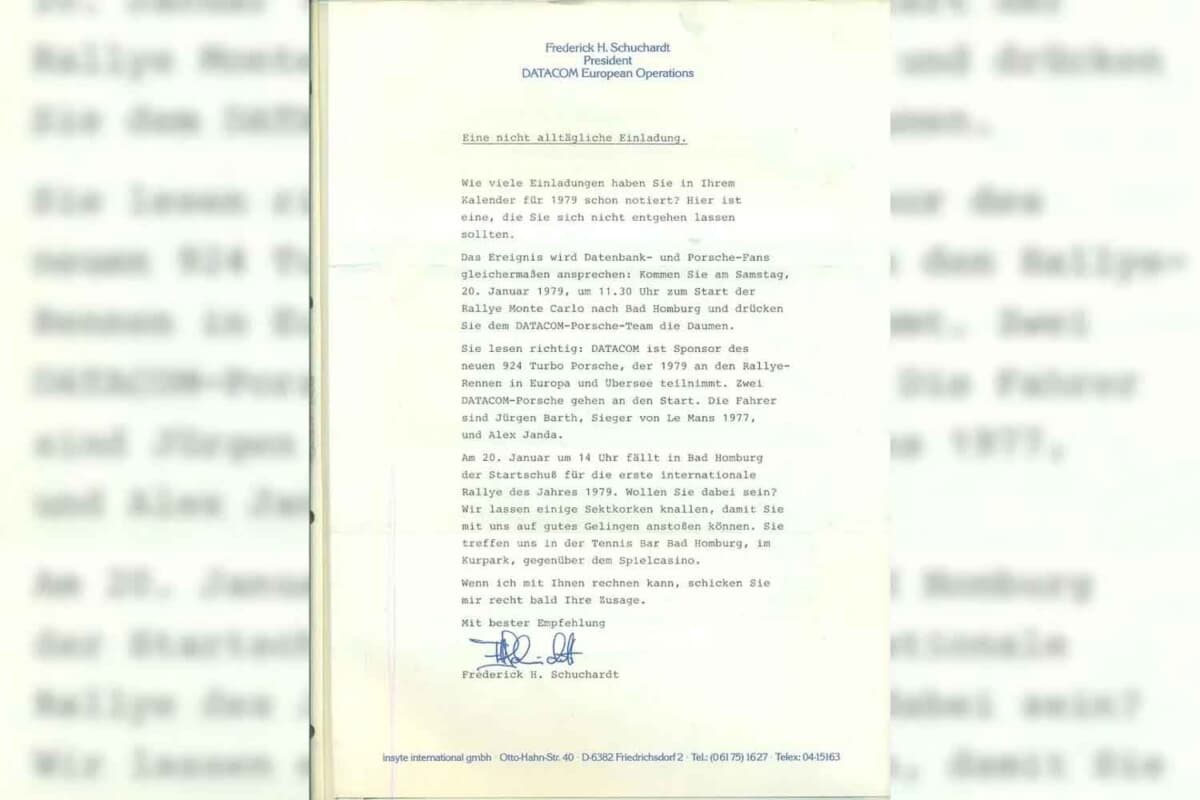 Frederick H. Schuchardt
President
DATACOM European Operations
Eine nicht alltägliche Einladung.
Wie viele Einladungen haben Sie in Ihrem
Kalender für 1979 schon notiert? Hier ist
eine, die Sie sich nicht entgehen lassen
sollten.
Das Ereignis wird Datenbank- und Porsche-Fans
gleichermaßen ansprechen: Kommen Sie am Samstag,
20. Januar 1979, um 11.30 Uhr zum Start der
Rallye Monte Carlo nach Bad Homburg und drücken
Sie dem DATACOM-Porsche-Team die Daumen.
Sie lesen richtig: DATACOM ist Sponsor des
neuen 924 Turbo Porsche, der 1979 an den Rallye-
Rennen in Europa und Übersee teilnimmt. Zwei
DATACOM-Porsche gehen an den Start. Die Fahrer
sind Jürgen Barth, Sieger von Le Mans 1977,
und Alex Janda.
Am 20. Januar um 14 Uhr fällt in Bad Homburg
der Startschuß für die erste internationale
Rallye des Jahres 1979. Wollen Sie dabei sein?
Wir lassen einige Sektkorken knallen, damit Sie
mit uns auf gutes Gelingen anstoßen können. Sie
treffen uns in der Tennis Bar Bad Homburg, im
Kurpark, gegenüber dem Spielcasino.
Wenn ich mit Ihnen rechnen kann, schicken Sie
mir recht bald Ihre Zusage.
Mit bester Empfehlung
Frederick H. Schuchardt
insyte international gmbh · Otto-Hahn-Str. 40 · D-6382 Friedrichsdorf 2 · Tel.: (06175) 1627 · Telex: 04-15163